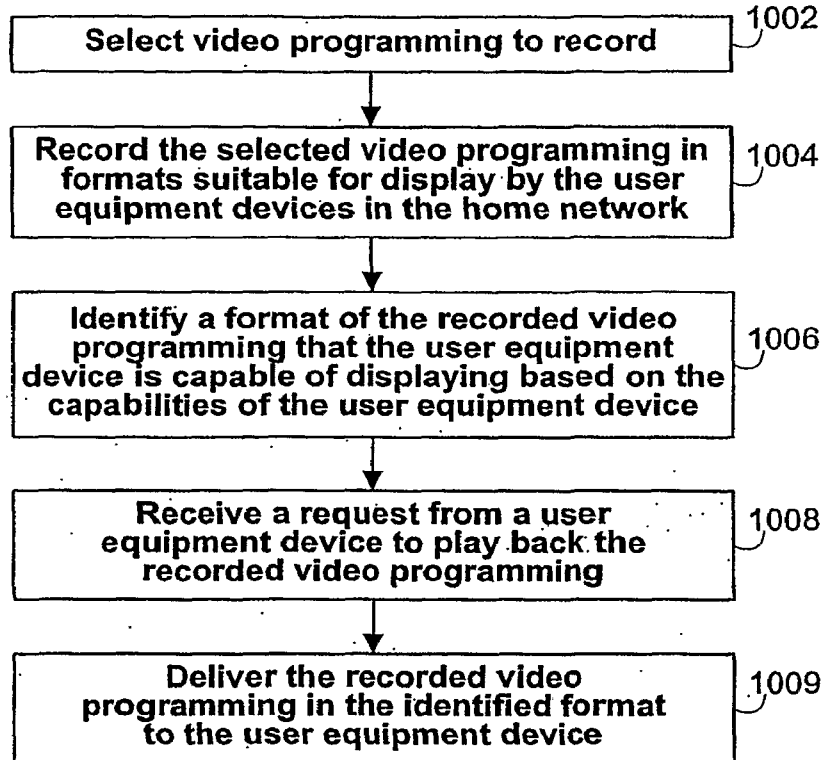 Select video programming to record
1002
Record the selected video programming in
formats suitable for display by the user
equipment devices in the home network
1004
Identify a format of the recorded video
programming that the user equipment
device is capable of displaying based on the
capabilities of the user equipment device
1006
Receive a request from a user
equipment device to play back the
recorded video programming
1008
Deliver the recorded video
programming in the identified format
to the user equipment device
1009